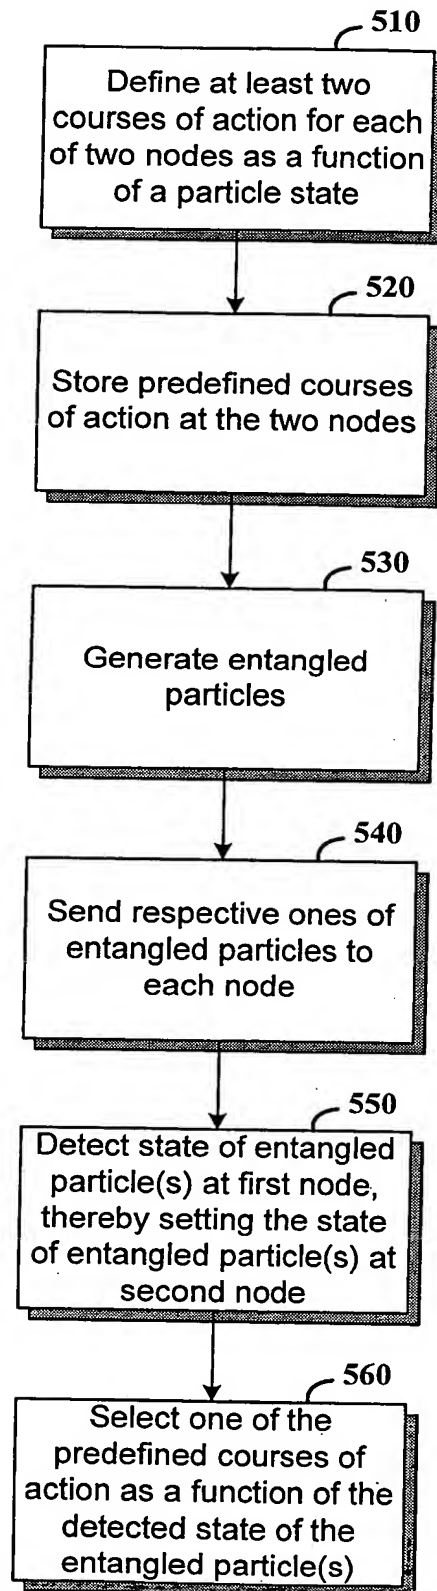 510
Define at least two
courses of action for each
of two nodes as a function
of a particle state
520
Store predefined courses
of action at the two nodes
530
Generate entangled
particles
540
Send respective ones of
entangled particles to
each node
550
Detect state of entangled
particle(s) at first node,
thereby setting the state
of entangled particle(s) at
second node
560
Select one of the
predefined courses of
action as a function of the
detected state of the
entangled particle(s)